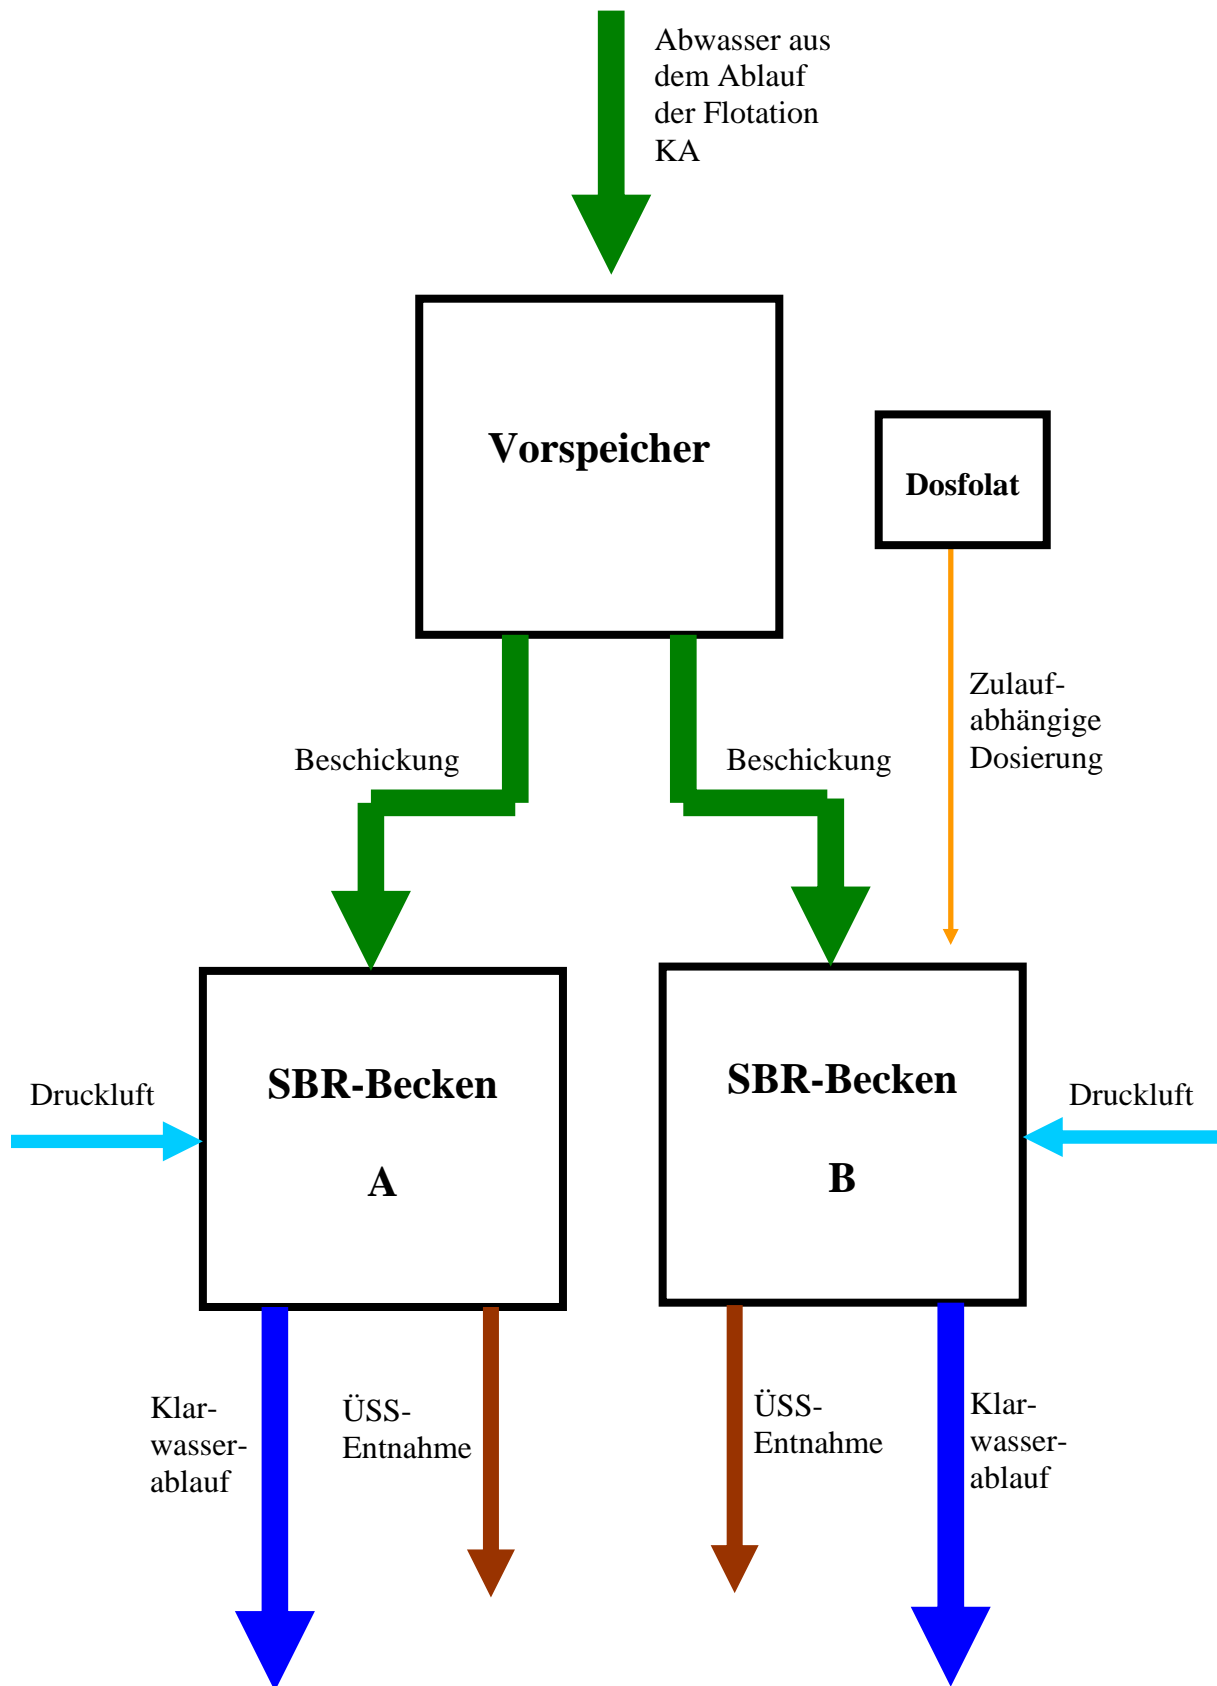 Abwasser aus
dem Ablauf
der Flotation
KA
Vorspeicher
Dosfolat
Zulauf-
abhängige
Dosierung
Beschickung
Beschickung
SBR-Becken
A
SBR-Becken
B
Druckluft
Druckluft
Klar-
wasser-
ablauf
ÜSS-
Entnahme
ÜSS-
Entnahme
Klar-
wasser-
ablauf